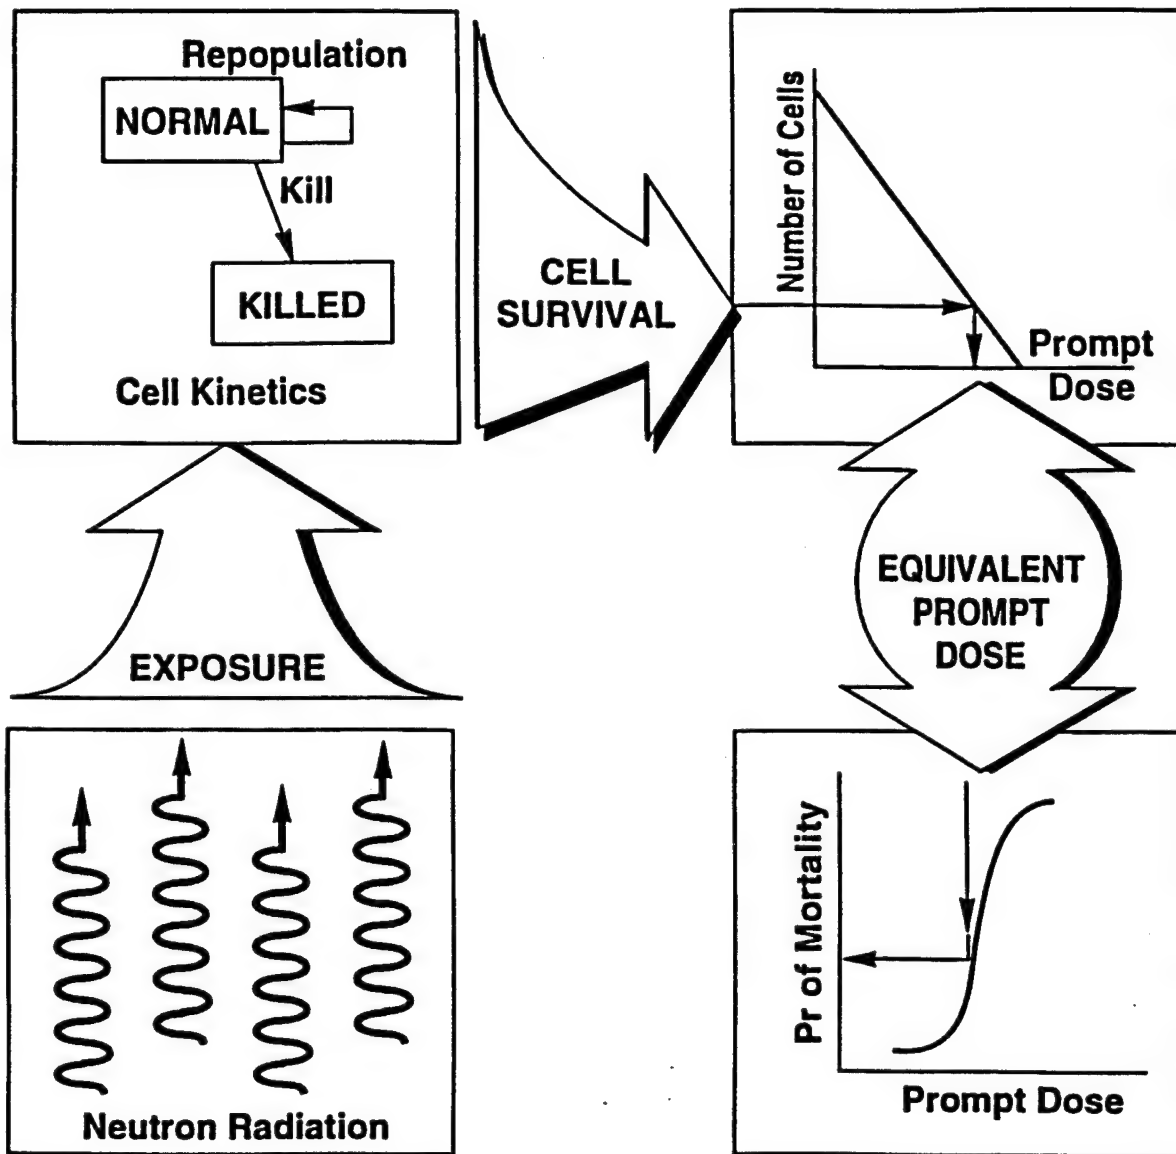 Repopulation
NORMAL
Kill
KILLED
Cell Kinetics
CELL
SURVIVAL
Number of Cells
Prompt
Dose
EXPOSURE
EQUIVALENT
PROMPT
DOSE
Neutron Radiation
Pr of Mortality
Prompt Dose